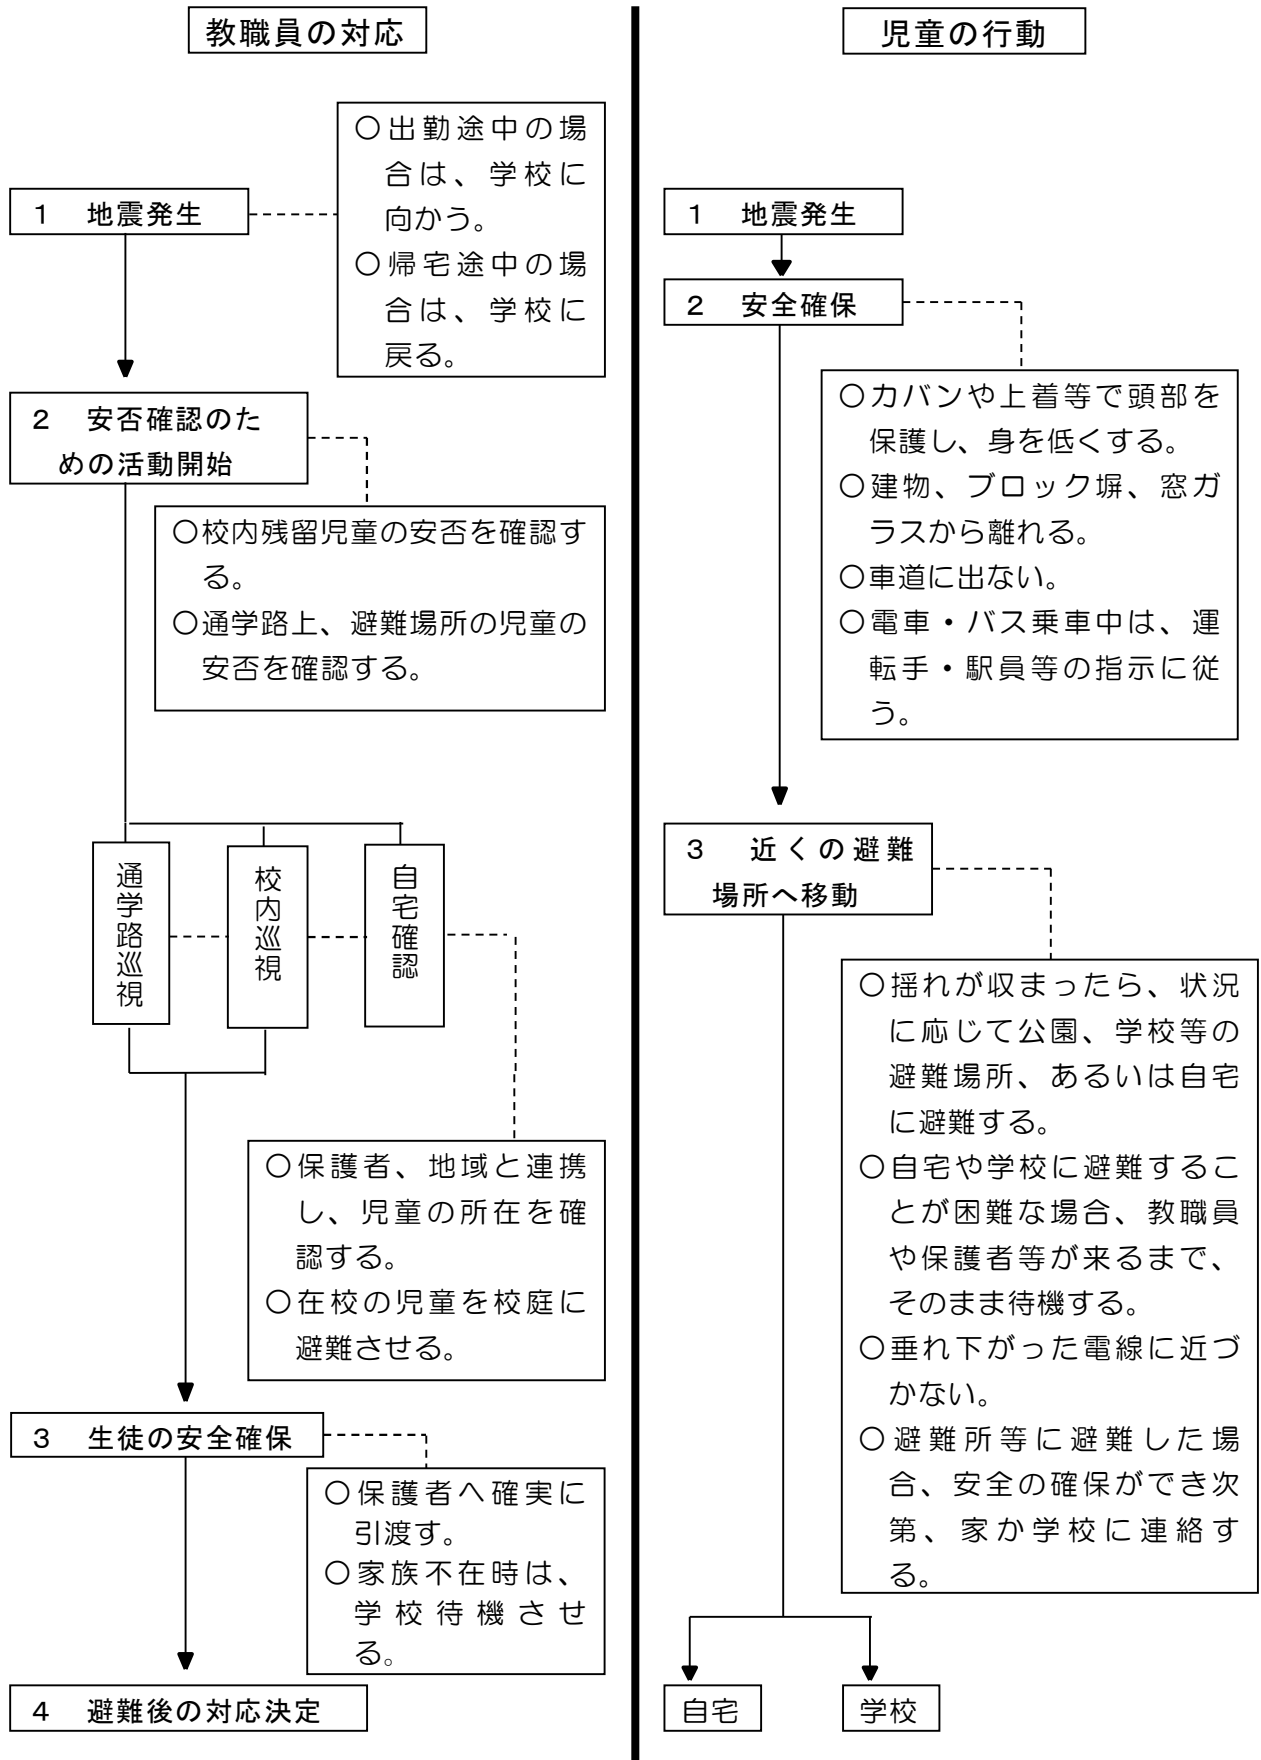 教職員の対応
1　地震発生
〇出勤途中の場
合は、学校に
向かう。
〇帰宅途中の場
合は、学校に
戻る。
2　安否確認のた
めの活動開始
〇校内残留児童の安否を確認す
る。
〇通学路上、避難場所の児童の
安否を確認する。
通学路巡視
校内巡視
自宅確認
〇保護者、地域と連携
し、児童の所在を確
認する。
〇在校の児童を校庭に
避難させる。
3　生徒の安全確保
〇保護者へ確実に
引渡す。
〇家族不在時は、
学校待機させ
る。
4　避難後の対応決定
児童の行動
1　地震発生
2　安全確保
〇カバンや上着等で頭部を
保護し、身を低くする。
〇建物、ブロック塀、窓ガ
ラスから離れる。
〇車道に出ない。
〇電車・バス乗車中は、運
転手・駅員等の指示に従
う。
3　近くの避難
場所へ移動
〇揺れが収まったら、状況
に応じて公園、学校等の
避難場所、あるいは自宅
に避難する。
〇自宅や学校に避難するこ
とが困難な場合、教職員
や保護者等が来るまで、
そのまま待機する。
〇垂れ下がった電線に近づ
かない。
〇避難所等に避難した場
合、安全の確保ができ次
第、家か学校に連絡す
る。
自宅
学校